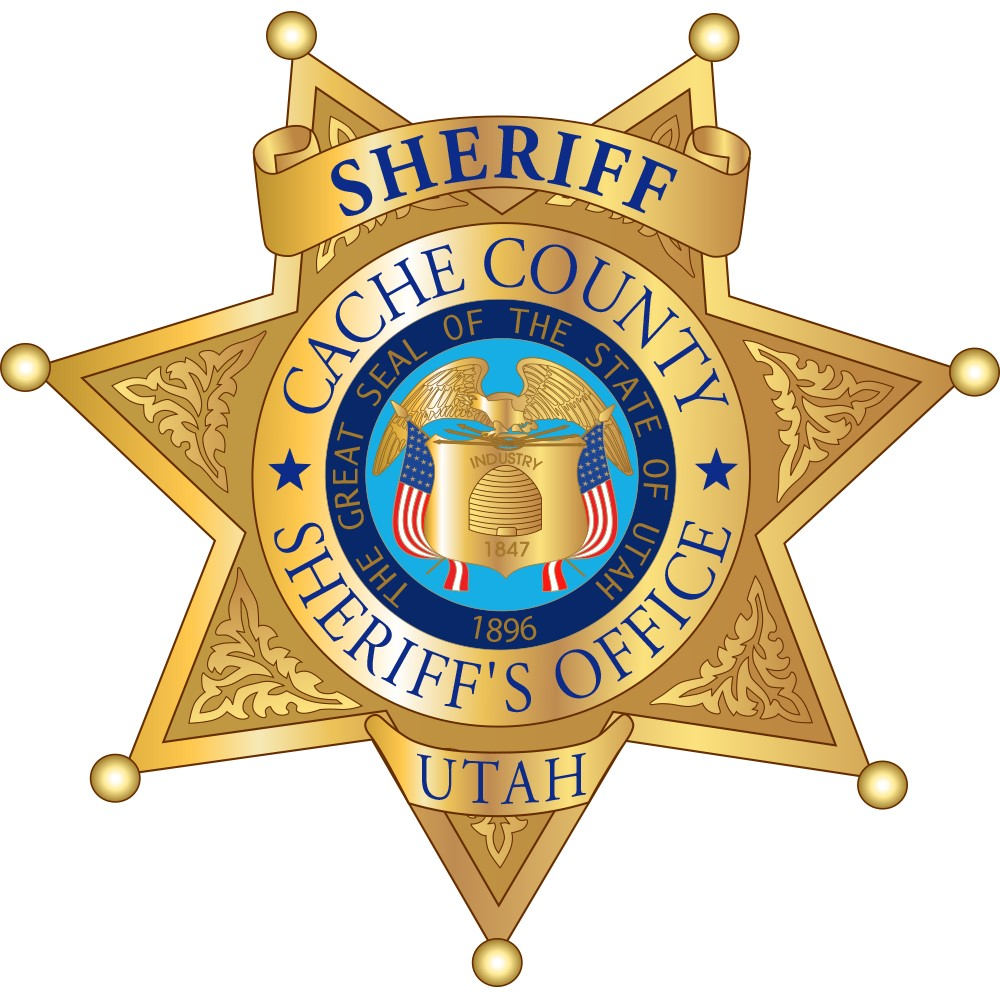 SHERIFF
CACHE COUNTY
THE GREAT SEAL OF THE STATE OF UTAH
INDUSTRY
1847
1896
SHERIFF'S OFFICE
UTAH